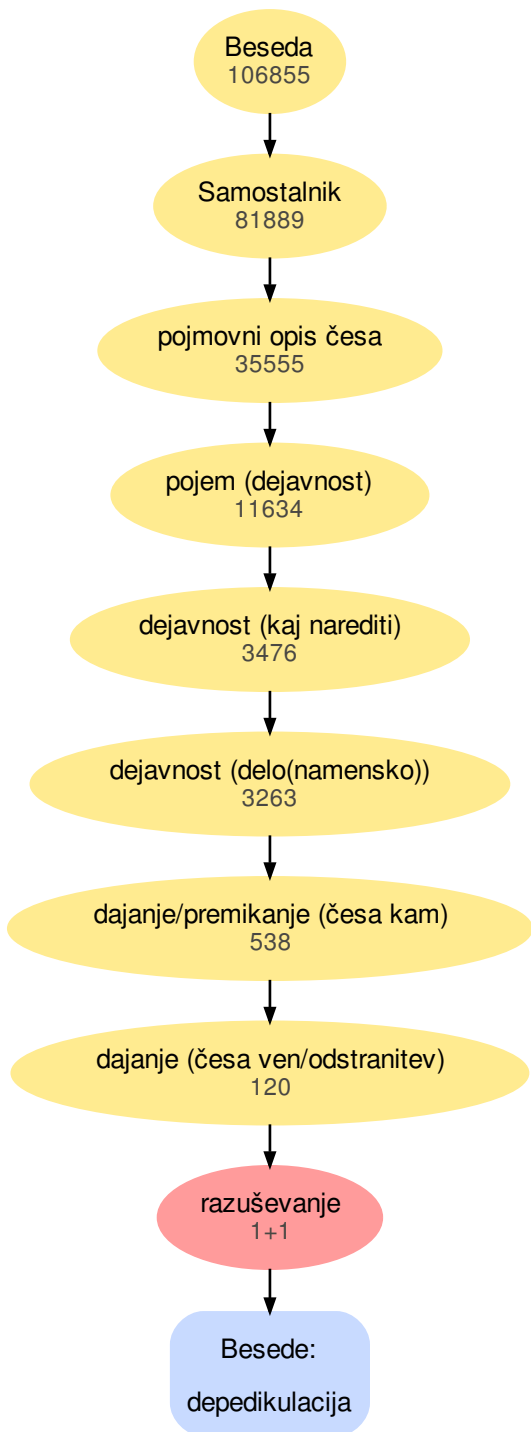 Beseda
106855
Samostalnik
81889
pojmovni opis česa
35555
pojem (dejavnost)
11634
dejavnost (kaj narediti)
3476
dejavnost (delo(namensko))
3263
dajanje/premikanje (česa kam)
538
dajanje (česa ven/odstranitev)
120
razuševanje
1+1
Besede:
depedikulacija